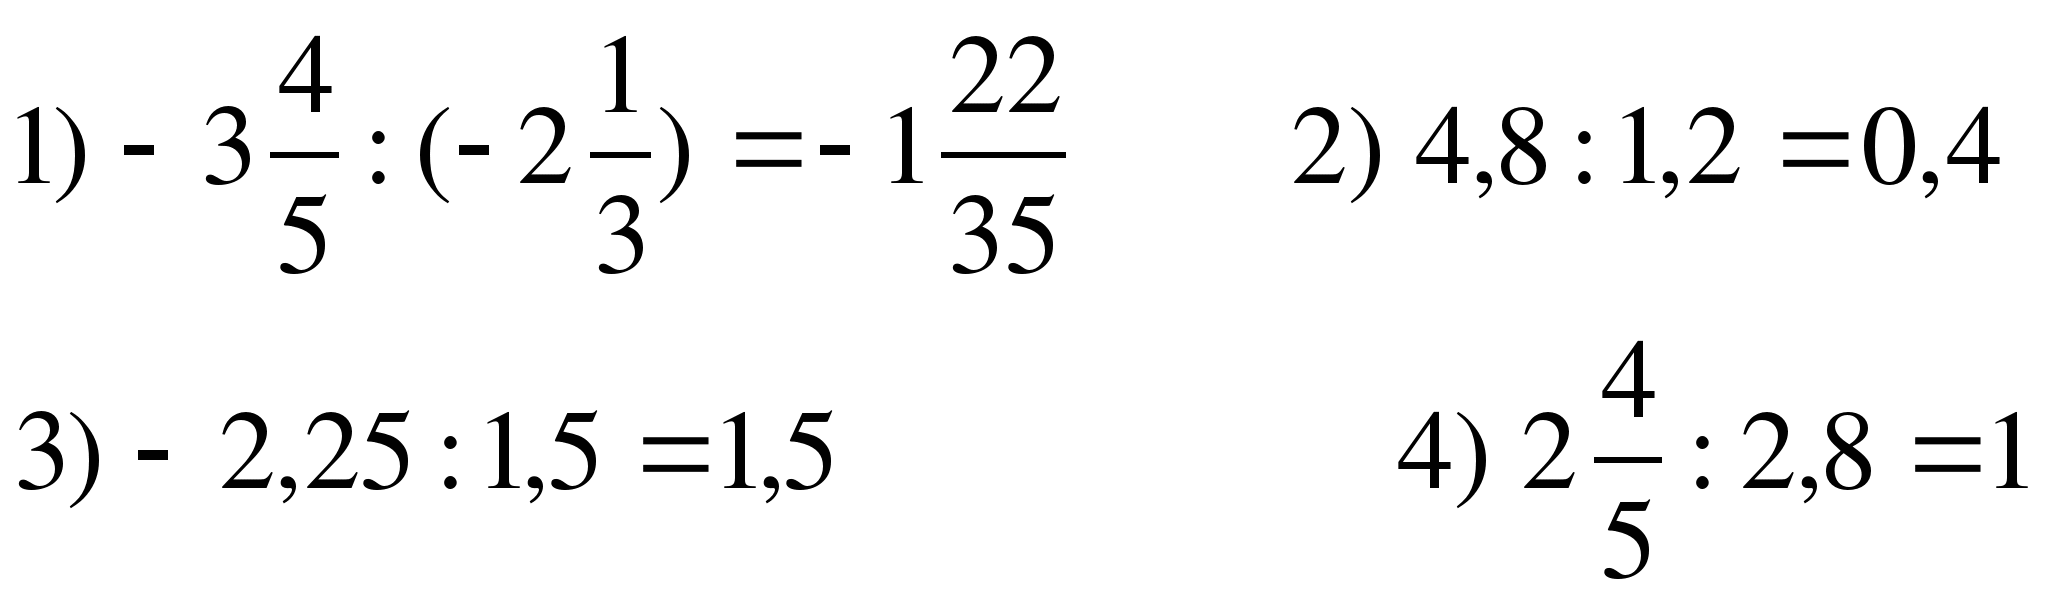 1) - 3 4/5 : (- 2 1/3) = - 1 22/35
2) 4,8 : 1,2 = 0,4
3) - 2,25 : 1,5 = 1,5
4) 2 4/5 : 2,8 = 1